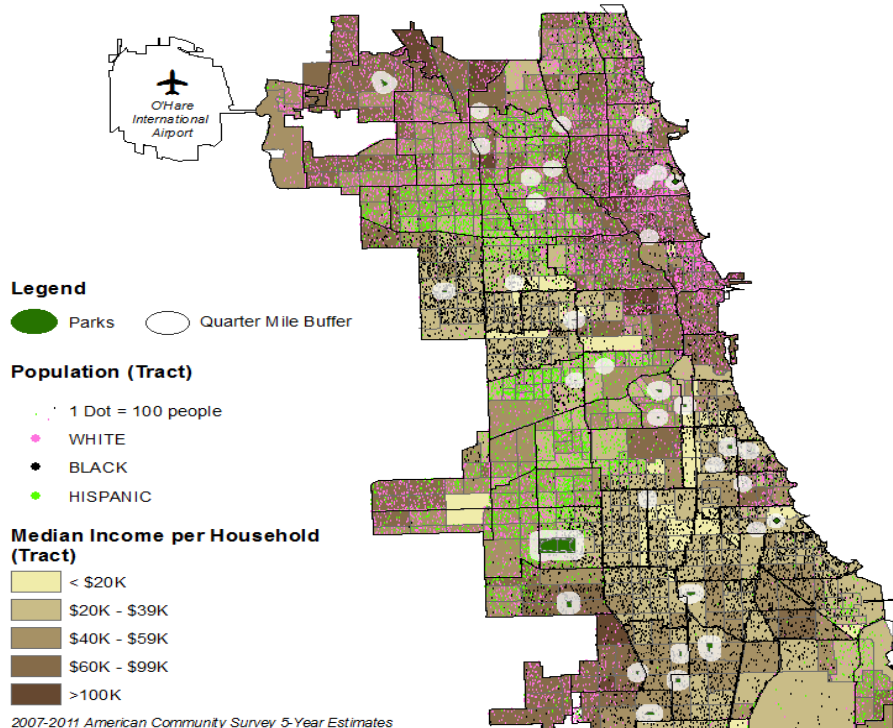 O'Hare
International
Airport
Legend
Parks
Quarter Mile Buffer
Population (Tract)
1 Dot = 100 people
WHITE
BLACK
HISPANIC
Median Income per Household
(Tract)
< $20K
$20K - $39K
$40K - $59K
$60K - $99K
>100K
2007-2011 American Community Survey 5-Year Estimates